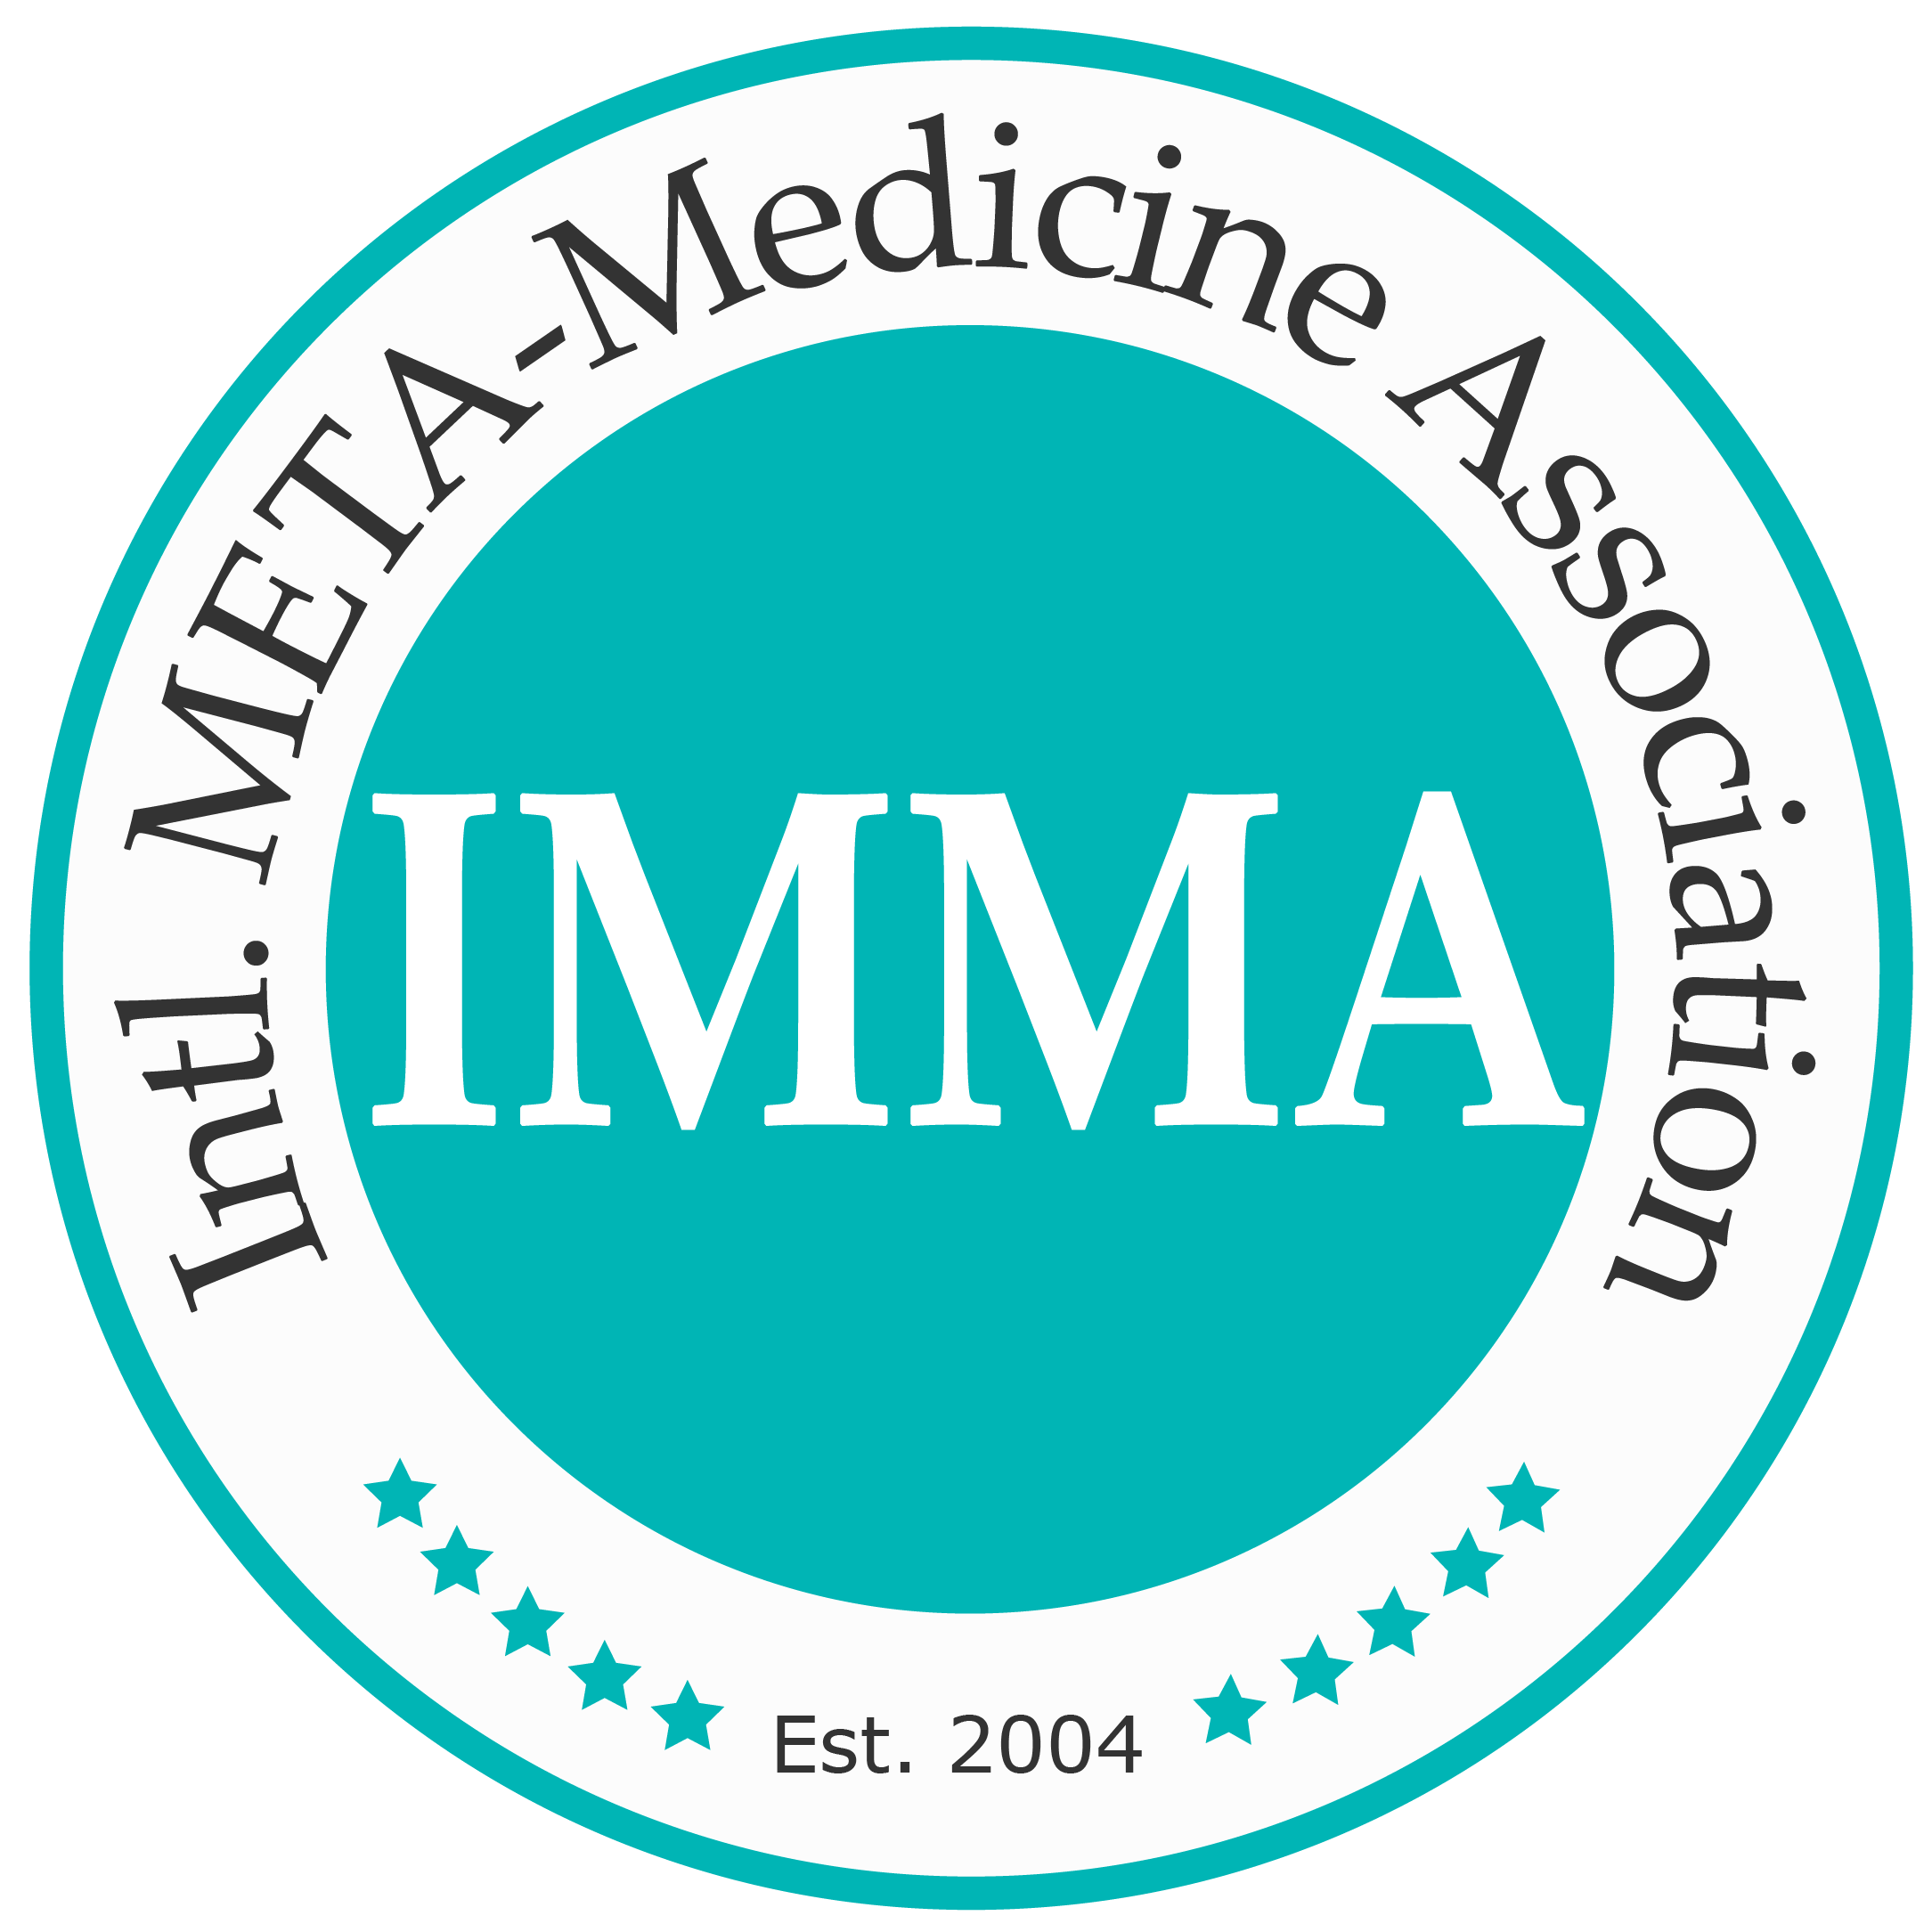 Intl. META-Medicine Association
IMMA
Est. 2004